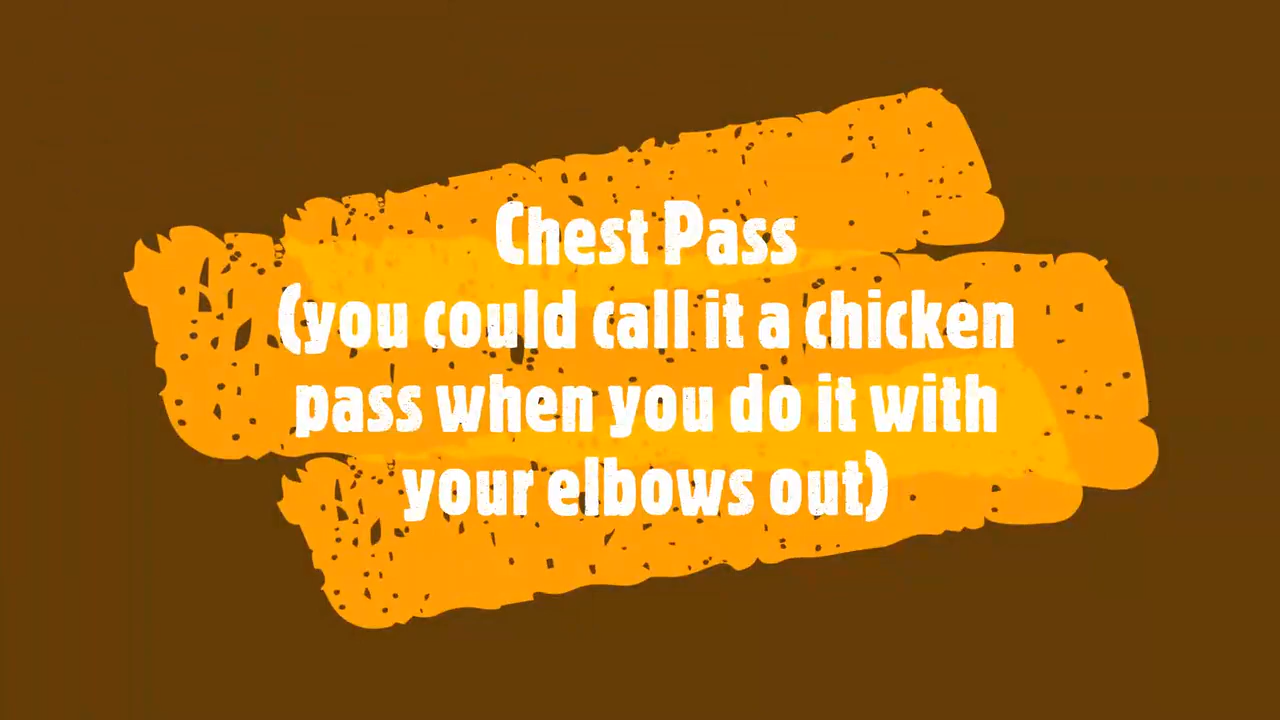 Chest Pass
(you could call it a chicken
pass when you do it with
your elbows out)